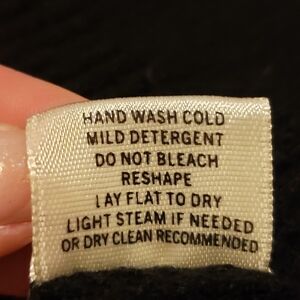 HAND WASH COLD
MILD DETERGENT
DO NOT BLEACH
RESHAPE
LAY FLAT TO DRY
LIGHT STEAM IF NEEDED
OR DRY CLEAN RECOMMENDED